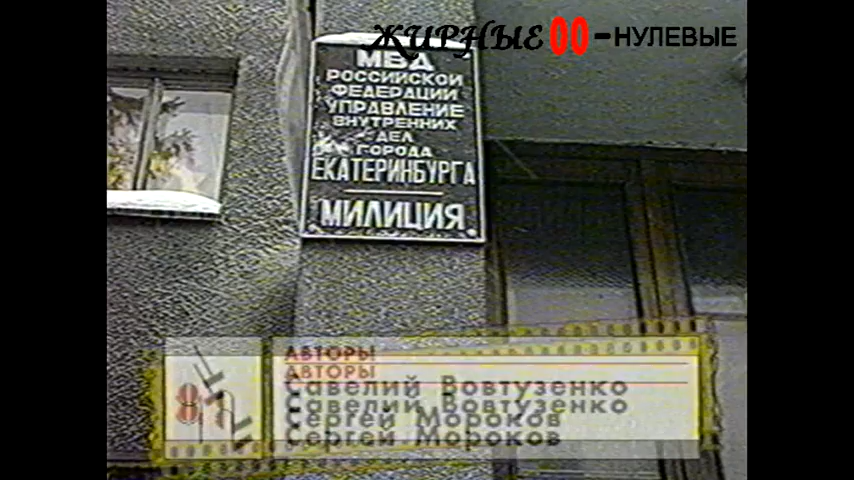 ЖИРНЫЕ 00-НУЛЕВЫЕ
МВД
РОССИЙСКОЙ
ФЕДЕРАЦИИ
УПРАВЛЕНИЕ
ВНУТРЕННИХ
ДЕЛ
ГОРОДА
ЕКАТЕРИНБУРГА
МИЛИЦИЯ
АВТОРЫ
АВТОРЫ
Савелий Вовтузенко
Савелий Вовтузенко
Сергей Мороков
Сергей Мороков